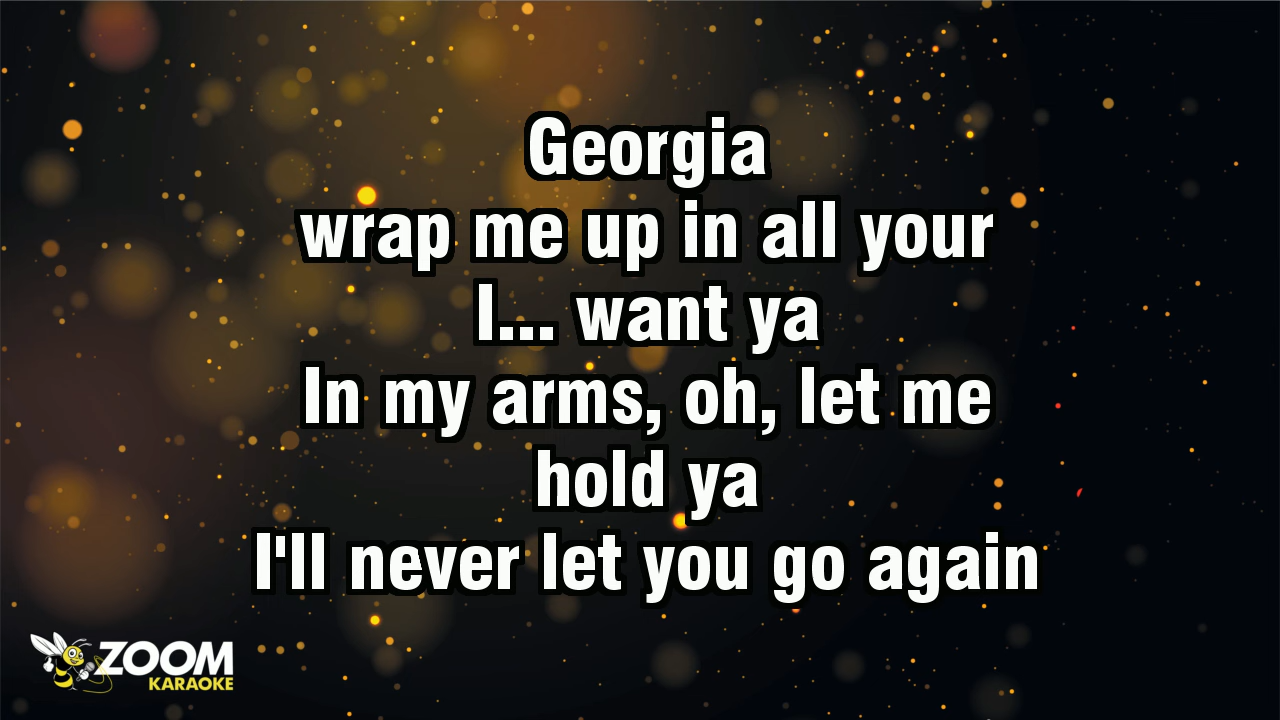 Georgia
wrap me up in all your
I... want ya
In my arms, oh, let me
hold ya
I'll never let you go again
ZOOM
KARAOKE